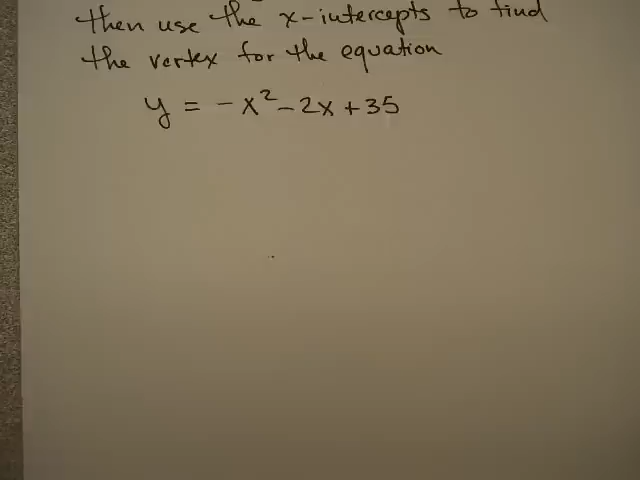 then use the x-intercepts to find
the vertex for the equation
y = -x² - 2x + 35